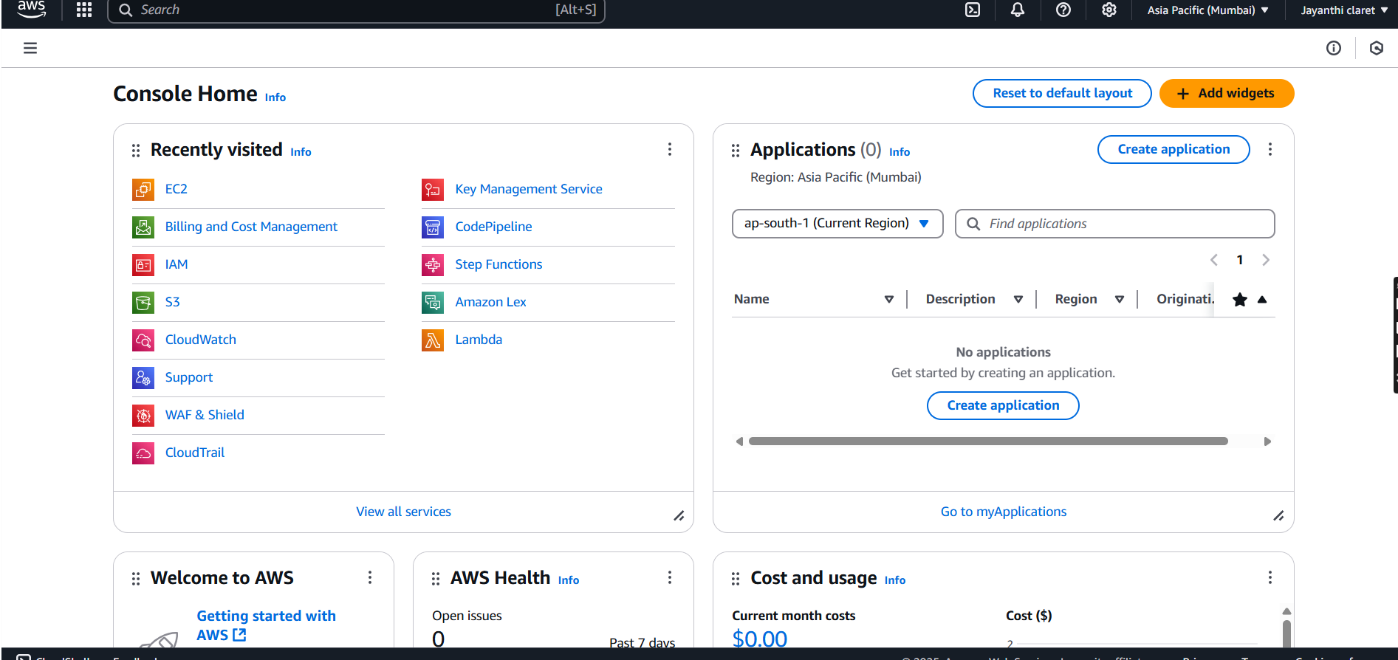 aws Search [Alt+S] Asia Pacific (Mumbai) Jayanthi claret
Console Home Info Reset to default layout + Add widgets
Recently visited Info
EC2
Billing and Cost Management
IAM
S3
CloudWatch
Support
WAF & Shield
CloudTrail
Key Management Service
CodePipeline
Step Functions
Amazon Lex
Lambda
View all services
Applications (0) Info Create application
Region: Asia Pacific (Mumbai)
ap-south-1 (Current Region) Find applications
1
Name Description Region Originati.
No applications
Get started by creating an application.
Create application
Go to myApplications
Welcome to AWS
Getting started with
AWS
AWS Health Info
Open issues
0 Past 7 days
Cost and usage Info
Current month costs
$0.00
Cost ($)
2